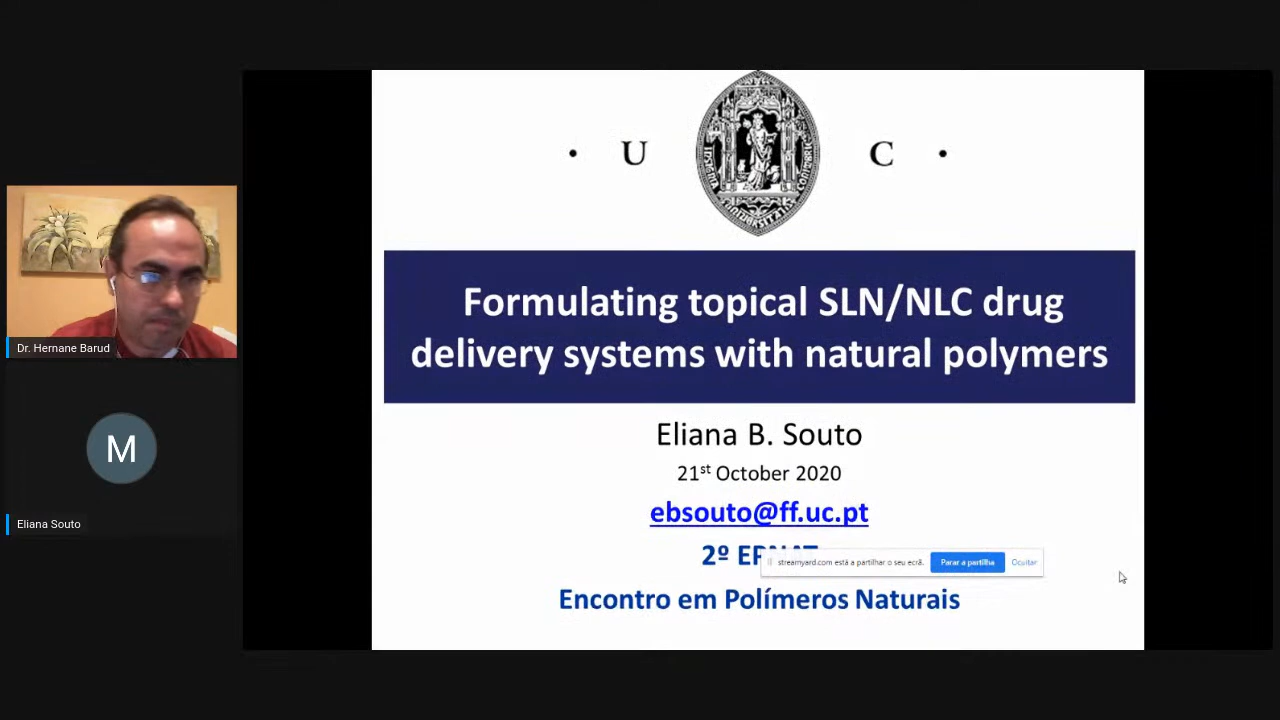 · U C ·
Formulating topical SLN/NLC drug
delivery systems with natural polymers
Eliana B. Souto
21st October 2020
ebsouto@ff.uc.pt
2º
streamyard.com está a partilhar o seu ecrã. Parar a partilha Ocultar
Encontro em Polímeros Naturais
Dr. Hernane Barud
M
Eliana Souto